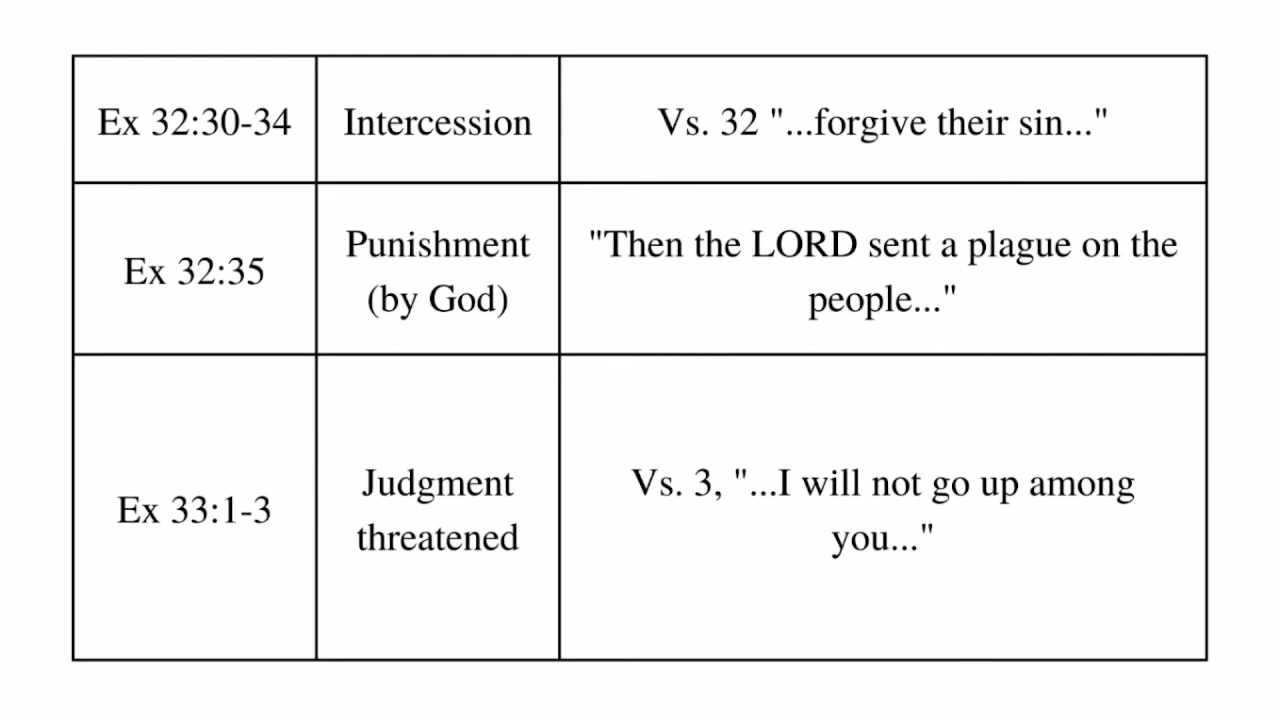 Ex 32:30-34
Intercession
Vs. 32 "...forgive their sin..."
Ex 32:35
Punishment
(by God)
"Then the LORD sent a plague on the
people..."
Ex 33:1-3
Judgment
threatened
Vs. 3, "...I will not go up among
you..."